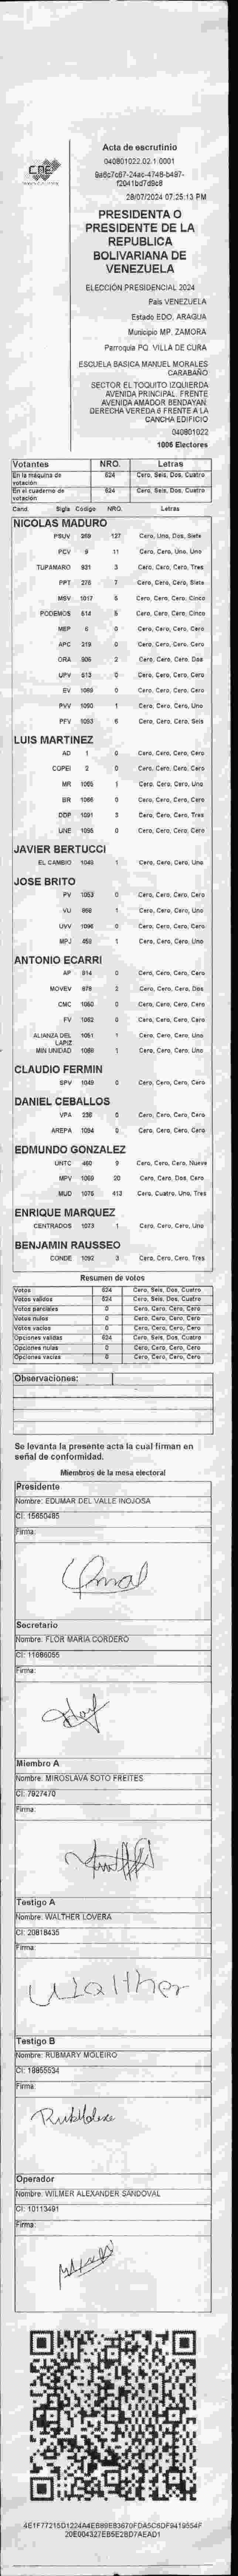 CNE
Acta de escrutinio
040801022.02.1.0001
28/07/2024 07:25:13 PM
PRESIDENTA O
PRESIDENTE DE LA
REPUBLICA
BOLIVARIANA DE
VENEZUELA
ELECCIÓN PRESIDENCIAL 2024
País VENEZUELA
Estado EDO. ARAGUA
Municipio MP. ZAMORA
Parroquia PQ. VILLA DE CURA
ESCUELA BASICA MANUEL MORALES
CARABAÑO
SECTOR EL TOQUITO IZQUIERDA
AVENIDA PRINCIPAL. FRENTE
AVENIDA AMADOR BENDAYAN.
DERECHA VEREDA 6 FRENTE A LA
CANCHA EDIFICIO
040801022
1006 Electores
Votantes NRO. Letras
En la máquina de votación 624 Cero, Seis, Dos, Cuatro
En el cuaderno de votación 624 Cero, Seis, Dos, Cuatro
Cand. Sigla Codigo NRO. Letras
NICOLAS MADURO
PSUV 269 127 Cero, Uno, Dos, Siete
PCV 9 11 Cero, Cero, Uno, Uno
TUPAMARO 931 3 Cero, Cero, Cero, Tres
PPT 276 7 Cero, Cero, Cero, Siete
MSV 1017 5 Cero, Cero, Cero, Cinco
PODEMOS 514 5 Cero, Cero, Cero, Cinco
MEP 6 0 Cero, Cero, Cero, Cero
APC 319 0 Cero, Cero, Cero, Cero
ORA 906 2 Cero, Cero, Cero, Dos
UPV 513 0 Cero, Cero, Cero, Cero
EV 1069 0 Cero, Cero, Cero, Cero
PVV 1090 1 Cero, Cero, Cero, Uno
PFV 1093 6 Cero, Cero, Cero, Seis
LUIS MARTINEZ
AD 1 0 Cero, Cero, Cero, Cero
COPEI 2 0 Cero, Cero, Cero, Cero
MR 1065 1 Cero, Cero, Cero, Uno
BR 1066 0 Cero, Cero, Cero, Cero
DDP 1091 3 Cero, Cero, Cero, Tres
UNE 1095 0 Cero, Cero, Cero, Cero
JAVIER BERTUCCI
EL CAMBIO 1049 1 Cero, Cero, Cero, Uno
JOSE BRITO
PV 1053 0 Cero, Cero, Cero, Cero
VU 868 1 Cero, Cero, Cero, Uno
UVV 1096 0 Cero, Cero, Cero, Cero
MPJ 450 1 Cero, Cero, Cero, Uno
ANTONIO ECARRI
AP 914 0 Cero, Cero, Cero, Cero
MOVEV 978 2 Cero, Cero, Cero, Dos
CMC 1050 0 Cero, Cero, Cero, Cero
FV 1062 0 Cero, Cero, Cero, Cero
ALIANZA DEL LAPIZ 1051 1 Cero, Cero, Cero, Uno
MIN UNIDAD 1068 1 Cero, Cero, Cero, Uno
CLAUDIO FERMIN
SPV 1049 0 Cero, Cero, Cero, Cero
DANIEL CEBALLOS
VPA 230 0 Cero, Cero, Cero, Cero
AREPA 1094 0 Cero, Cero, Cero, Cero
EDMUNDO GONZALEZ
UNTC 460 9 Cero, Cero, Cero, Nueve
MPV 1069 20 Cero, Cero, Dos, Cero
MUD 1075 413 Cero, Cuatro, Uno, Tres
ENRIQUE MARQUEZ
CENTRADOS 1073 1 Cero, Cero, Cero, Uno
BENJAMIN RAUSSEO
CONDE 1092 3 Cero, Cero, Cero, Tres
Resumen de votos
Votos 624 Cero, Seis, Dos, Cuatro
Votos validos 624 Cero, Seis, Dos, Cuatro
Votos parciales 0 Cero, Cero, Cero, Cero
Votos nulos 0 Cero, Cero, Cero, Cero
Votos vacios 0 Cero, Cero, Cero, Cero
Opciones validas 624 Cero, Seis, Dos, Cuatro
Opciones nulas 0 Cero, Cero, Cero, Cero
Opciones vacias 0 Cero, Cero, Cero, Cero
Observaciones:
Se levanta la presente acta la cual firman en
señal de conformidad.
Miembros de la mesa electoral
Presidente
Nombre: EDUMAR DEL VALLE INOJOSA
CI: 15650485
Firma:
Secretario
Nombre: FLOR MARIA CORDERO
CI: 11686055
Firma:
Miembro A
Nombre: MIROSLAVA SOTO FREITES
CI: 7927470
Firma:
Testigo A
Nombre: WALTHER LOVERA
CI: 20818435
Firma:
Walther
Testigo B
Nombre: RUBMARY MOLEIRO
CI: 18855534
Firma:
Operador
Nombre: WILMER ALEXANDER SANDOVAL
CI: 10113491
Firma: